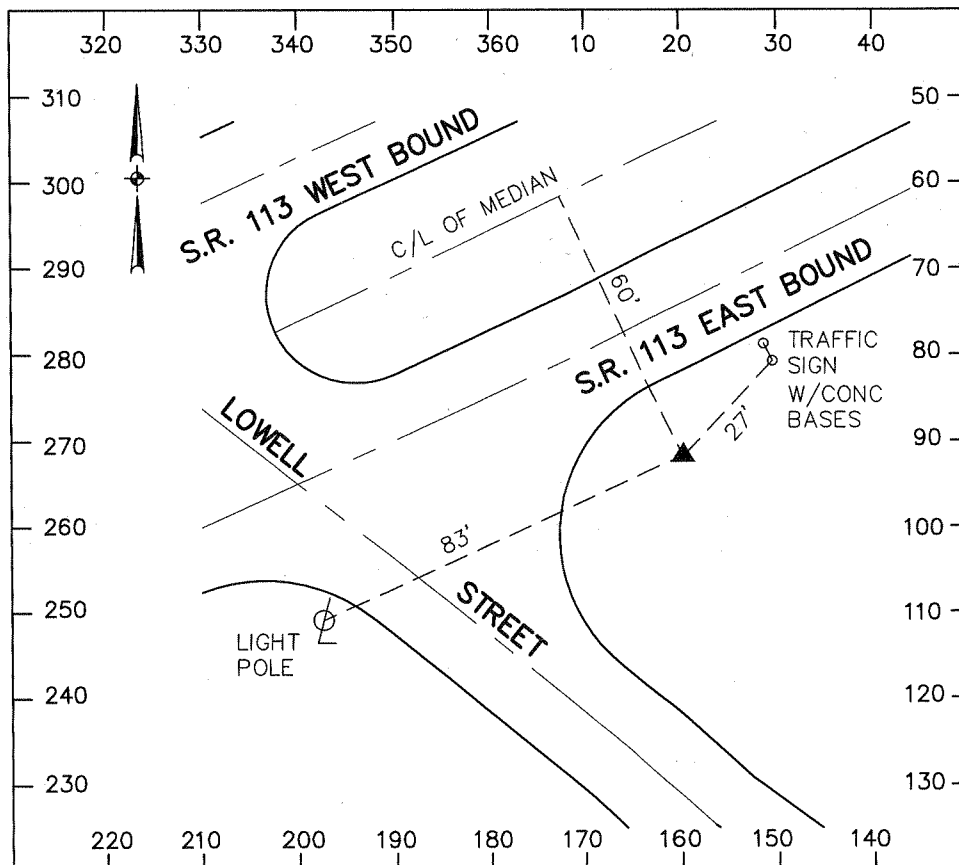 320 330 340 350 360 10 20 30 40
310 50
300 60
290 70
280 80
270 90
260 100
250 110
240 120
230 130
220 210 200 190 180 170 160 150 140
S.R. 113 WEST BOUND
C/L OF MEDIAN
60'
S.R. 113 EAST BOUND
TRAFFIC
SIGN
W/CONC
BASES
27'
LOWELL
83'
STREET
LIGHT
POLE